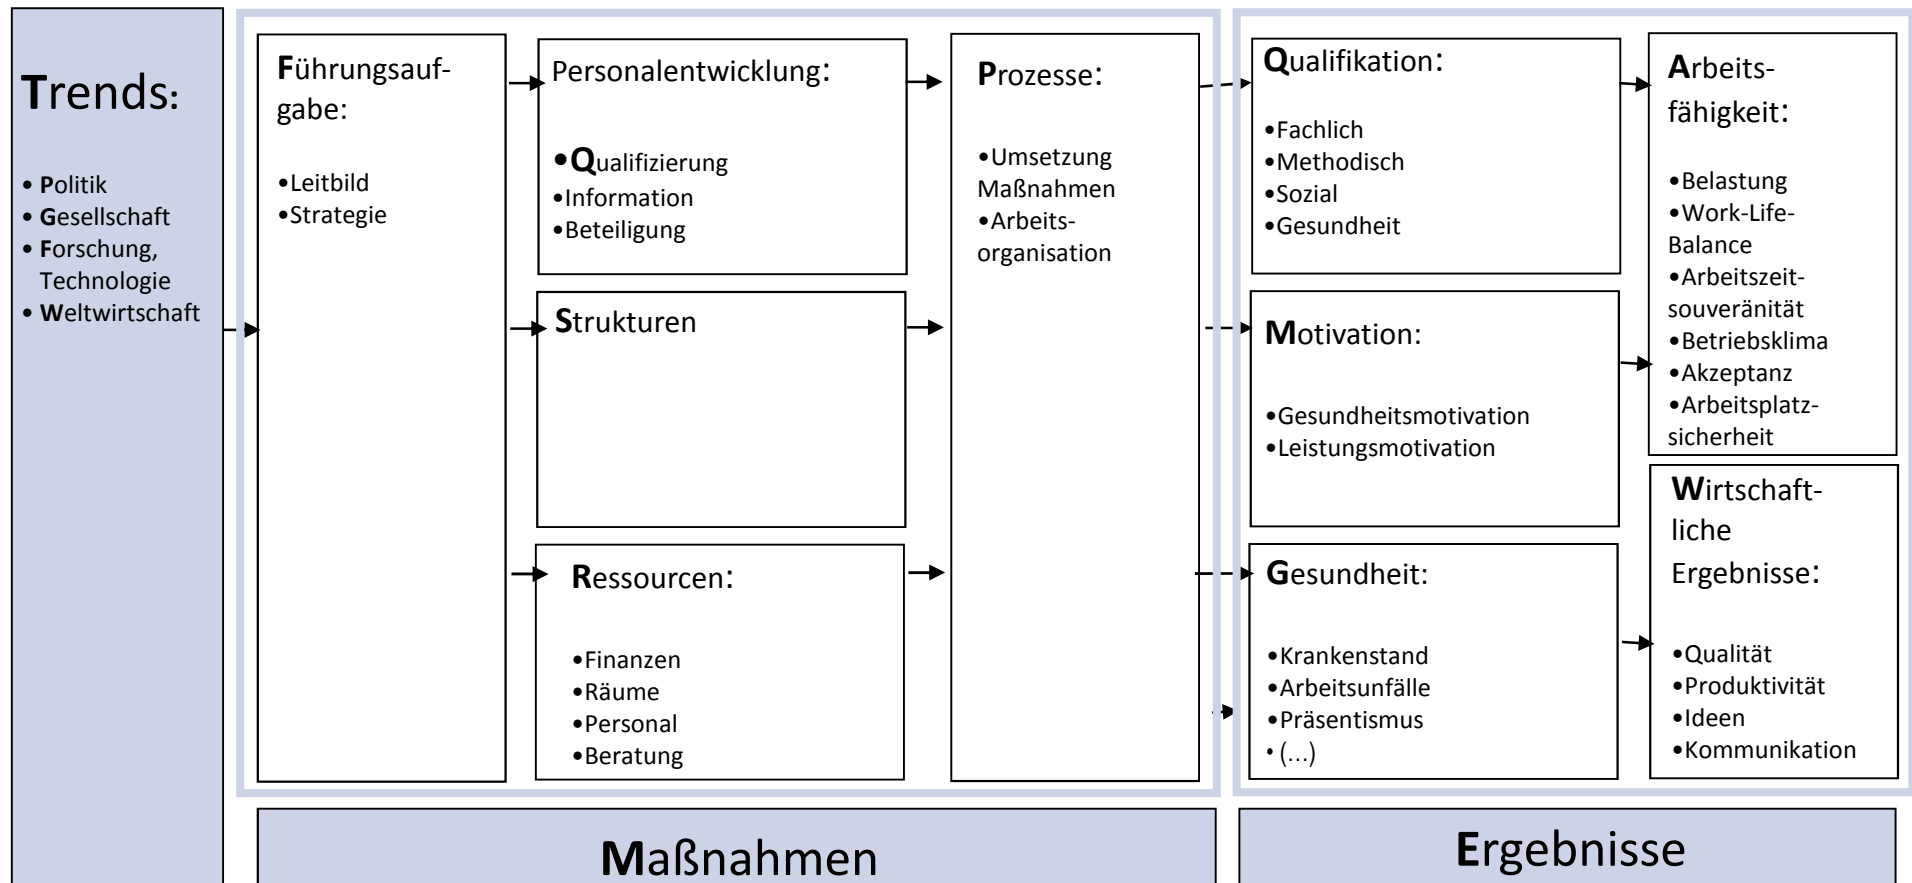 Trends:
• Politik
• Gesellschaft
• Forschung,
Technologie
• Weltwirtschaft
Führungsauf-
gabe:
•Leitbild
•Strategie
Personalentwicklung:
•Qualifizierung
•Information
•Beteiligung
Strukturen
Ressourcen:
•Finanzen
•Räume
•Personal
•Beratung
Prozesse:
•Umsetzung
Maßnahmen
•Arbeits-
organisation
Qualifikation:
•Fachlich
•Methodisch
•Sozial
•Gesundheit
Motivation:
•Gesundheitsmotivation
•Leistungsmotivation
Gesundheit:
•Krankenstand
•Arbeitsunfälle
•Präsentismus
•(...)
Arbeits-
fähigkeit:
•Belastung
•Work-Life-
Balance
•Arbeitszeit-
souveränität
•Betriebsklima
•Akzeptanz
•Arbeitsplatz-
sicherheit
Wirtschaft-
liche
Ergebnisse:
•Qualität
•Produktivität
•Ideen
•Kommunikation
Maßnahmen
Ergebnisse